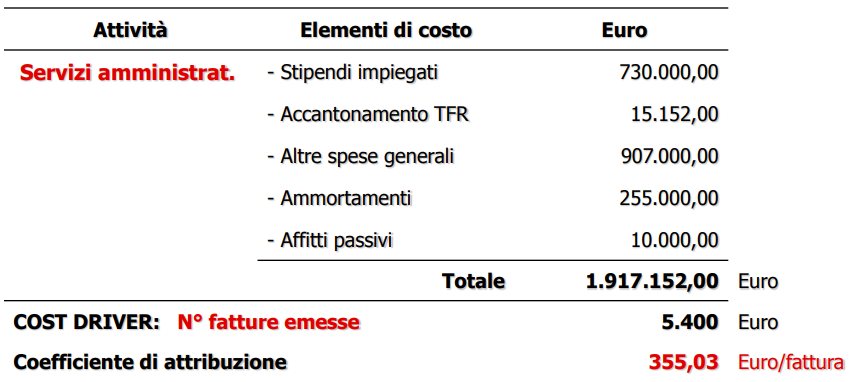 Attività Elementi di costo Euro
Servizi amministrat. - Stipendi impiegati 730.000,00
- Accantonamento TFR 15.152,00
- Altre spese generali 907.000,00
- Ammortamenti 255.000,00
- Affitti passivi 10.000,00
Totale 1.917.152,00 Euro
COST DRIVER: N° fatture emesse 5.400 Euro
Coefficiente di attribuzione 355,03 Euro/fattura